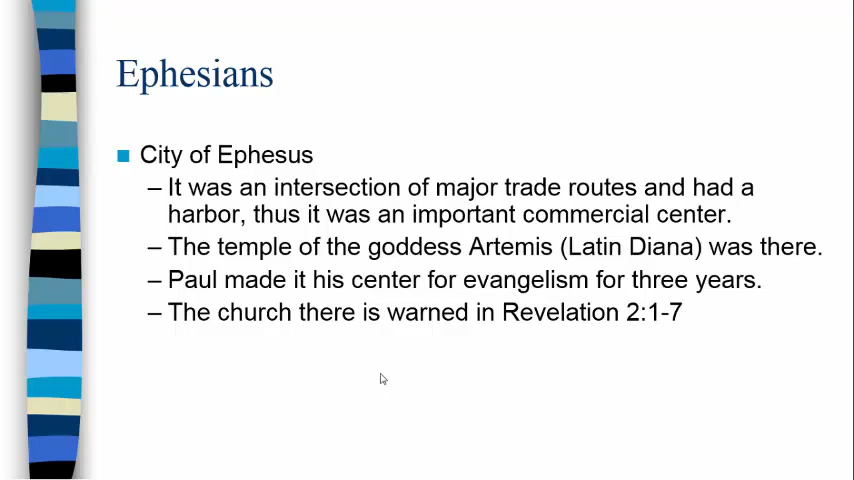 Ephesians
City of Ephesus
– It was an intersection of major trade routes and had a
harbor, thus it was an important commercial center.
– The temple of the goddess Artemis (Latin Diana) was there.
– Paul made it his center for evangelism for three years.
– The church there is warned in Revelation 2:1-7